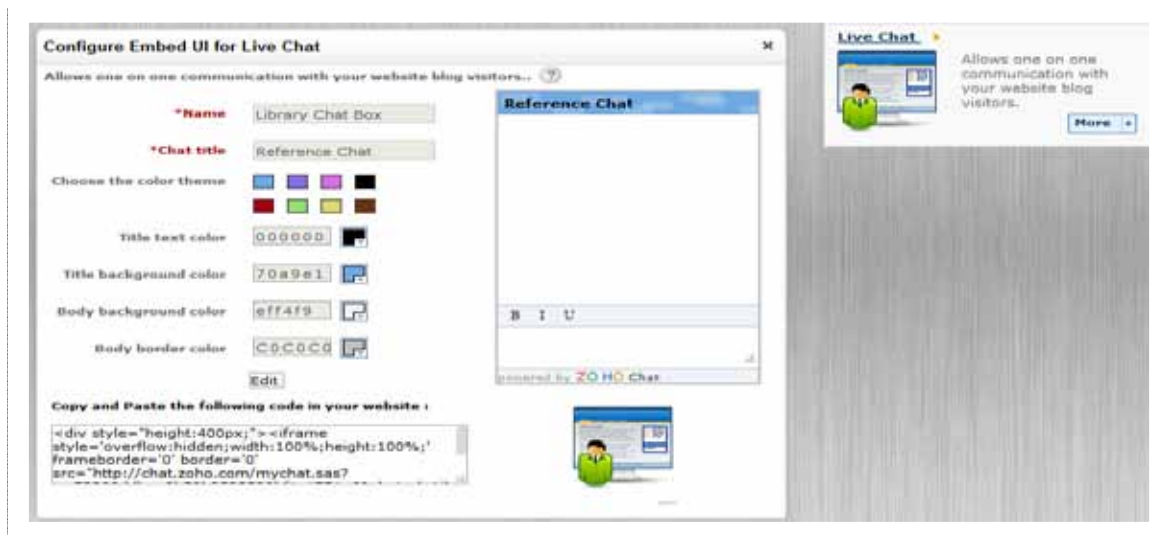 Configure Embed UI for Live Chat
Allows one on one communication with your website blog visitors.. ?
*Name Library Chat Box
*Chat title Reference Chat
Choose the color theme
Title text color 000000
Title background color 70a9e1
Body background color eff4f9
Body border color C0C0C0
Edit
Copy and Paste the following code in your website :
<div style="height:400px;"><iframe
style='overflow:hidden;width:100%;height:100%;'
frameborder='0' border='0'
src="http://chat.zoho.com/mychat.sas?
Reference Chat
B I U
powered by ZOHO Chat
Live Chat
Allows one on one
communication with
your website blog
visitors.
More